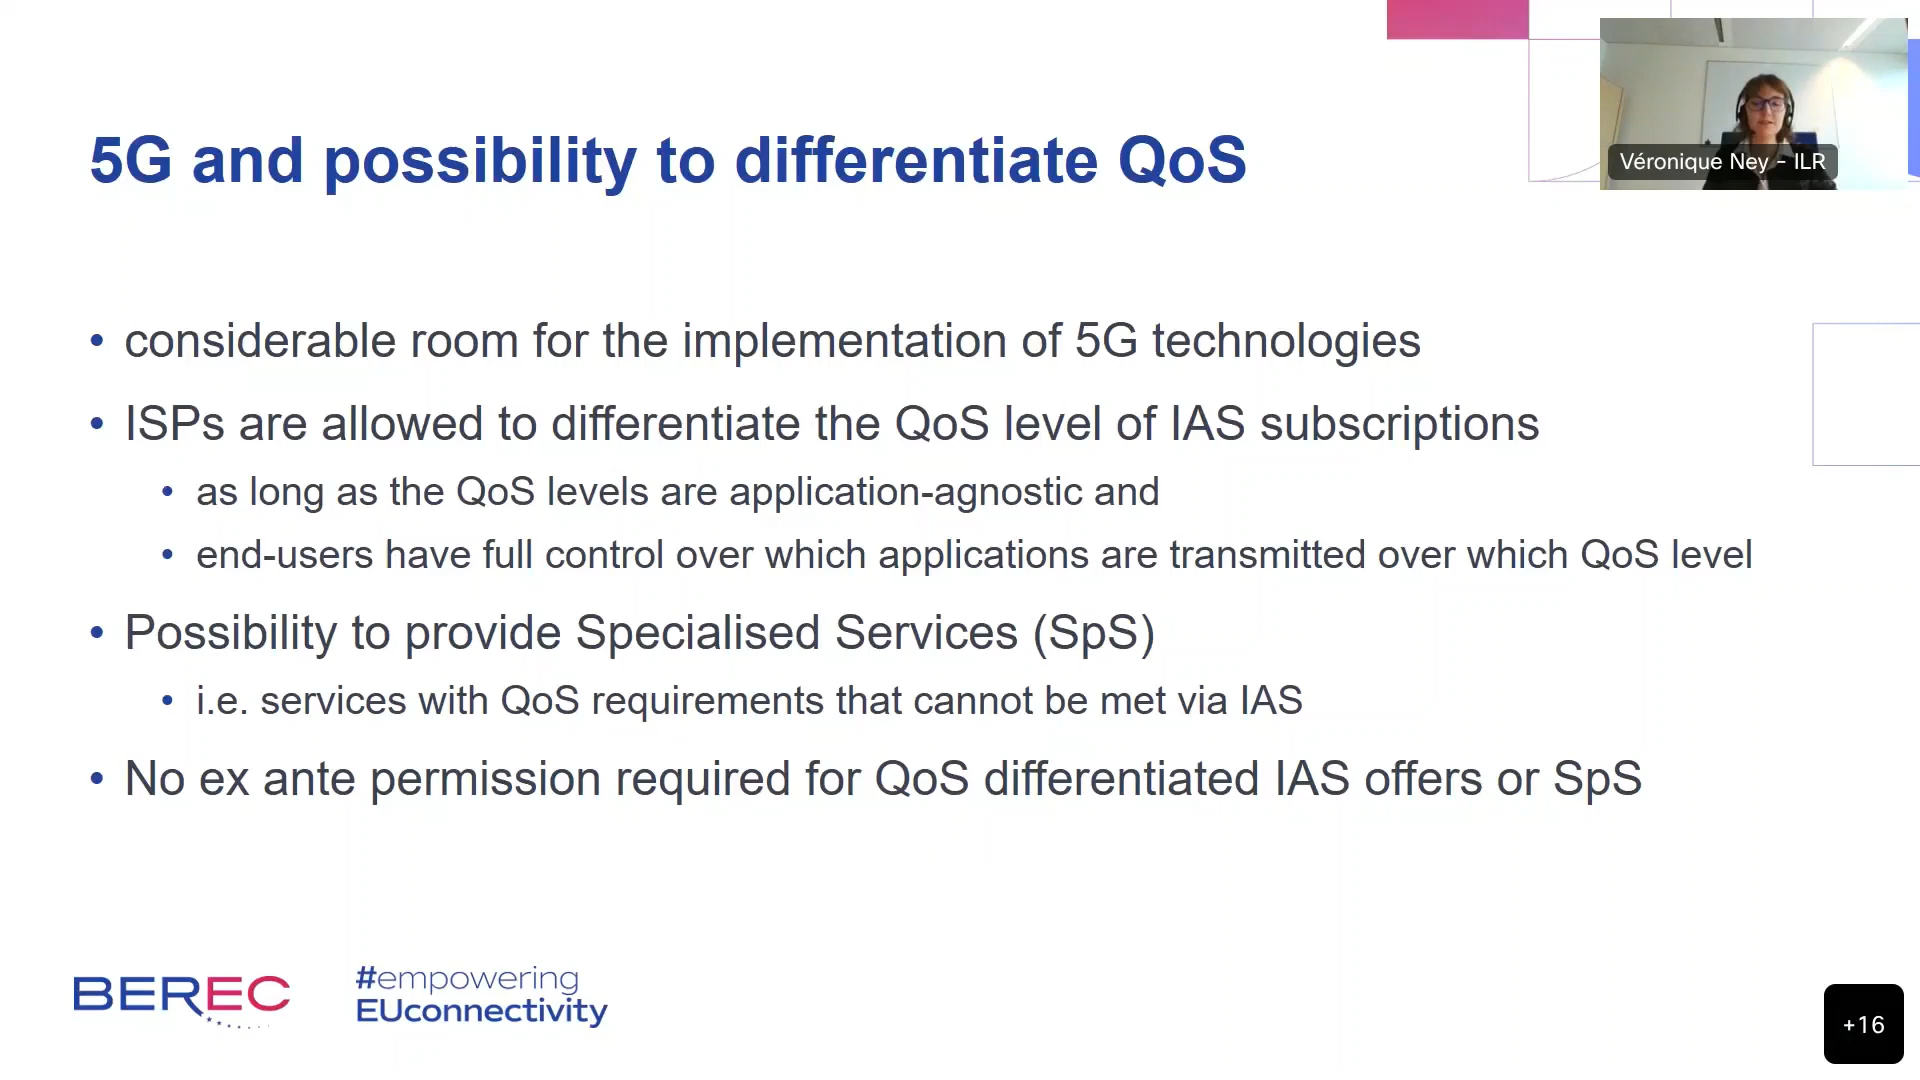 5G and possibility to differentiate QoS
Véronique Ney - ILR
• considerable room for the implementation of 5G technologies
• ISPs are allowed to differentiate the QoS level of IAS subscriptions
• as long as the QoS levels are application-agnostic and
• end-users have full control over which applications are transmitted over which QoS level
• Possibility to provide Specialised Services (SpS)
• i.e. services with QoS requirements that cannot be met via IAS
• No ex ante permission required for QoS differentiated IAS offers or SpS
BEREC
#empowering
EUconnectivity
+16